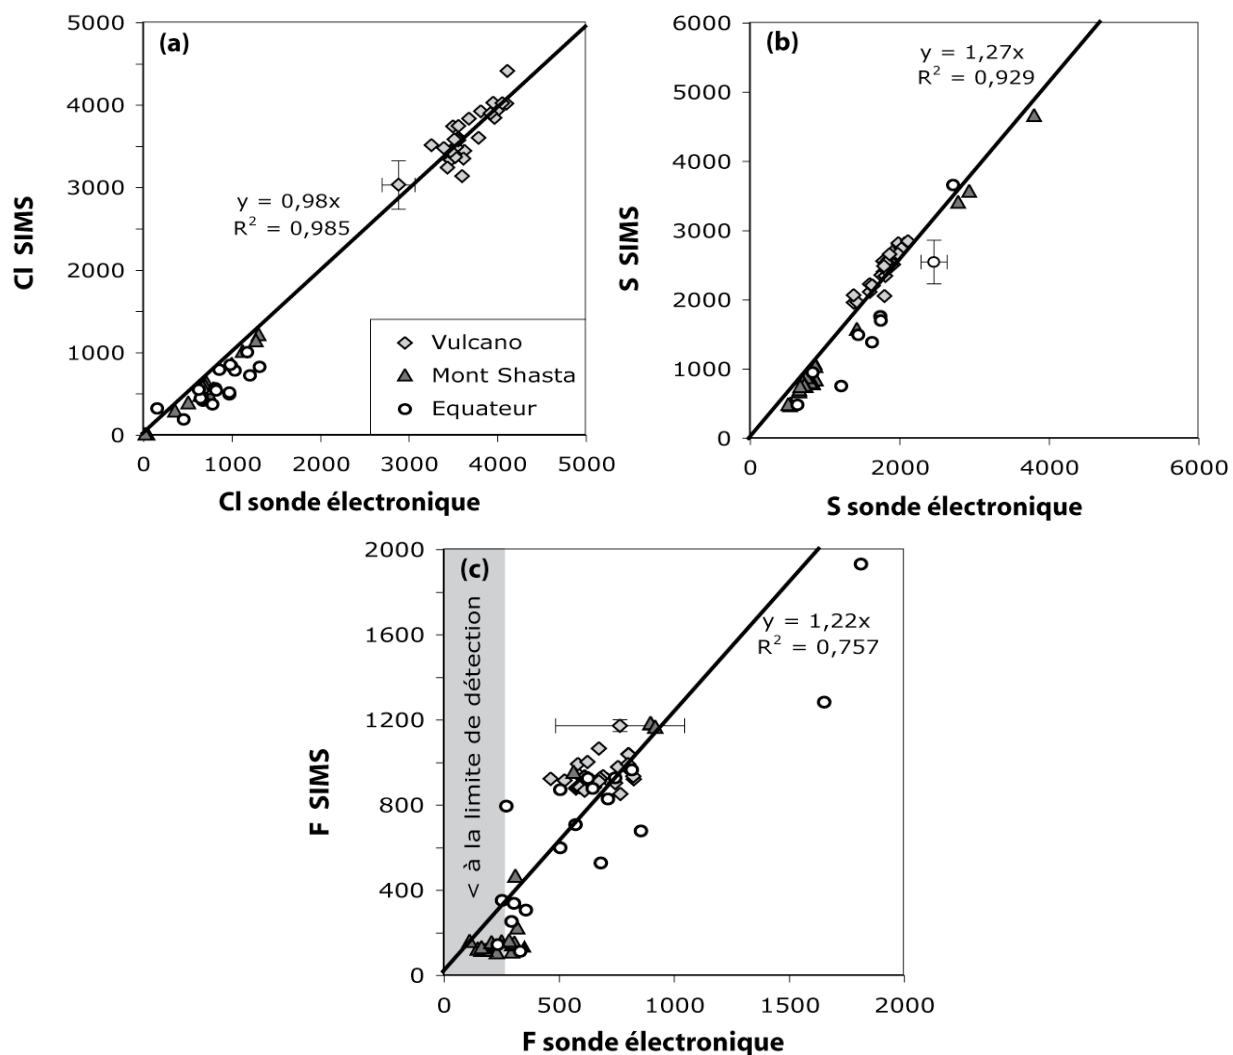 (a)
5000
4000
3000
2000
1000
0
Cl SIMS
y = 0,98x
R² = 0,985
Vulcano
Mont Shasta
Equateur
0 1000 2000 3000 4000 5000
Cl sonde électronique
(b)
6000
5000
4000
3000
2000
1000
0
S SIMS
y = 1,27x
R² = 0,929
0 2000 4000 6000
S sonde électronique
(c)
2000
1600
1200
800
400
0
F SIMS
< à la limite de détection
y = 1,22x
R² = 0,757
0 500 1000 1500 2000
F sonde électronique